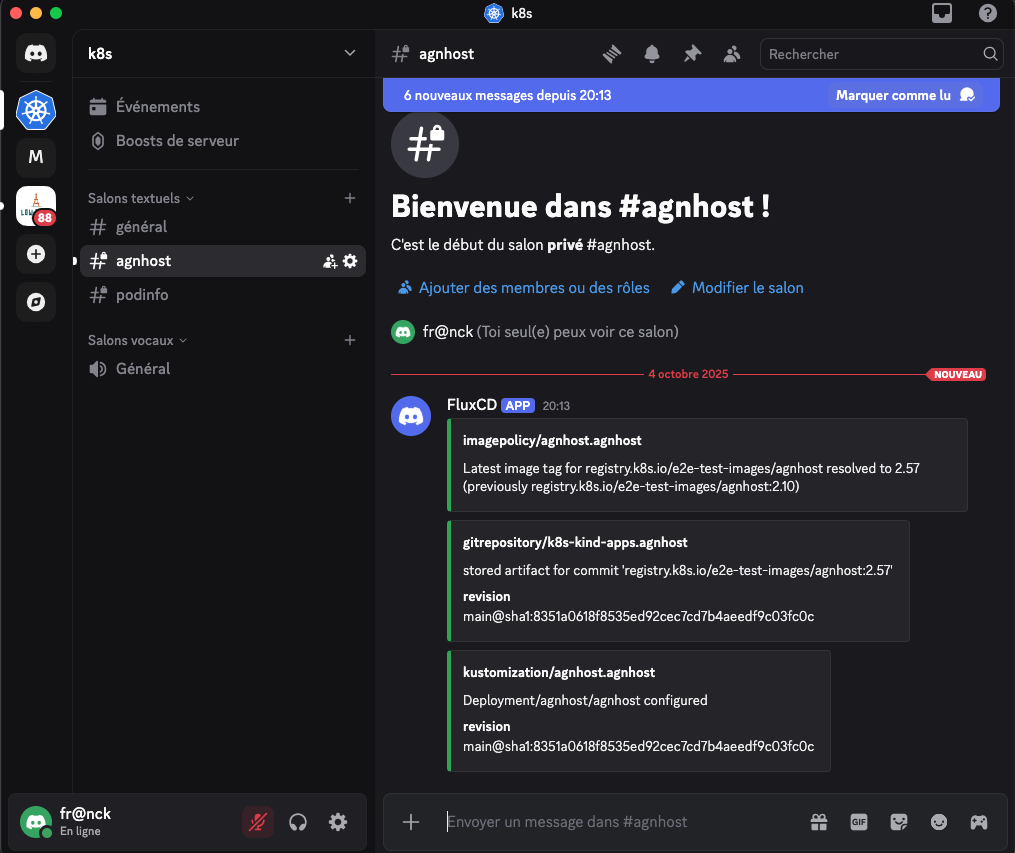 k8s
k8s
agnhost
Rechercher
6 nouveaux messages depuis 20:13
Marquer comme lu
Événements
Boosts de serveur
M
88
Salons textuels
général
agnhost
podinfo
Salons vocaux
Général
Bienvenue dans #agnhost !
C'est le début du salon privé #agnhost.
Ajouter des membres ou des rôles
Modifier le salon
fr@nck (Toi seul(e) peux voir ce salon)
4 octobre 2025
NOUVEAU
FluxCD APP 20:13
imagepolicy/agnhost.agnhost
Latest image tag for registry.k8s.io/e2e-test-images/agnhost resolved to 2.57
(previously registry.k8s.io/e2e-test-images/agnhost:2.10)
gitrepository/k8s-kind-apps.agnhost
stored artifact for commit 'registry.k8s.io/e2e-test-images/agnhost:2.57'
revision
main@sha1:8351a0618f8535ed92cec7cd7b4aeedf9c03fc0c
kustomization/agnhost.agnhost
Deployment/agnhost/agnhost configured
revision
main@sha1:8351a0618f8535ed92cec7cd7b4aeedf9c03fc0c
fr@nck
En ligne
Envoyer un message dans #agnhost
GIF